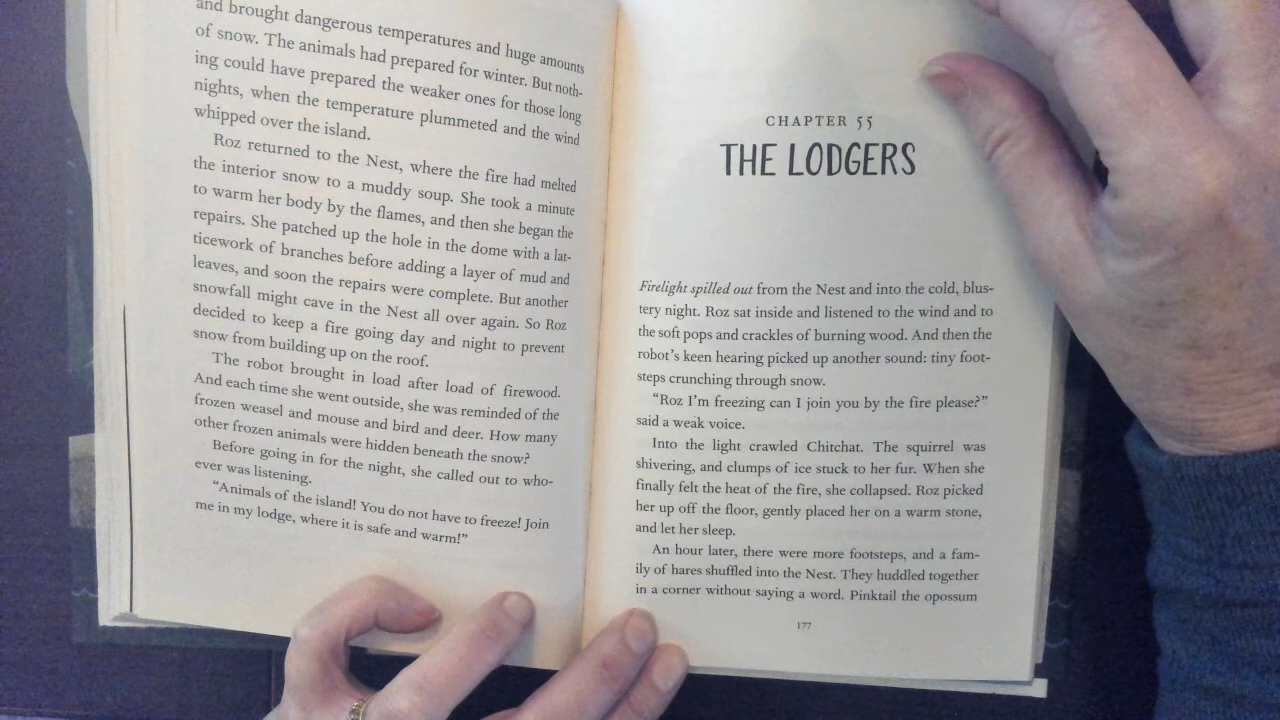 and brought dangerous temperatures and huge amounts
of snow. The animals had prepared for winter. But noth-
ing could have prepared the weaker ones for those long
nights, when the temperature plummeted and the wind
whipped over the island.
Roz returned to the Nest, where the fire had melted
the interior snow to a muddy soup. She took a minute
to warm her body by the flames, and then she began the
repairs. She patched up the hole in the dome with a lat-
ticework of branches before adding a layer of mud and
leaves, and soon the repairs were complete. But another
snowfall might cave in the Nest all over again. So Roz
decided to keep a fire going day and night to prevent
snow from building up on the roof.
The robot brought in load after load of firewood.
And each time she went outside, she was reminded of the
frozen weasel and mouse and bird and deer. How many
other frozen animals were hidden beneath the snow?
Before going in for the night, she called out to who-
ever was listening.
“Animals of the island! You do not have to freeze! Join
me in my lodge, where it is safe and warm!”
CHAPTER 55
THE LODGERS
Firelight spilled out from the Nest and into the cold, blus-
tery night. Roz sat inside and listened to the wind and to
the soft pops and crackles of burning wood. And then the
robot’s keen hearing picked up another sound: tiny foot-
steps crunching through snow.
“Roz I’m freezing can I join you by the fire please?”
said a weak voice.
Into the light crawled Chitchat. The squirrel was
shivering, and clumps of ice stuck to her fur. When she
finally felt the heat of the fire, she collapsed. Roz picked
her up off the floor, gently placed her on a warm stone,
and let her sleep.
An hour later, there were more footsteps, and a fam-
ily of hares shuffled into the Nest. They huddled together
in a corner without saying a word. Pinktail the opossum
177